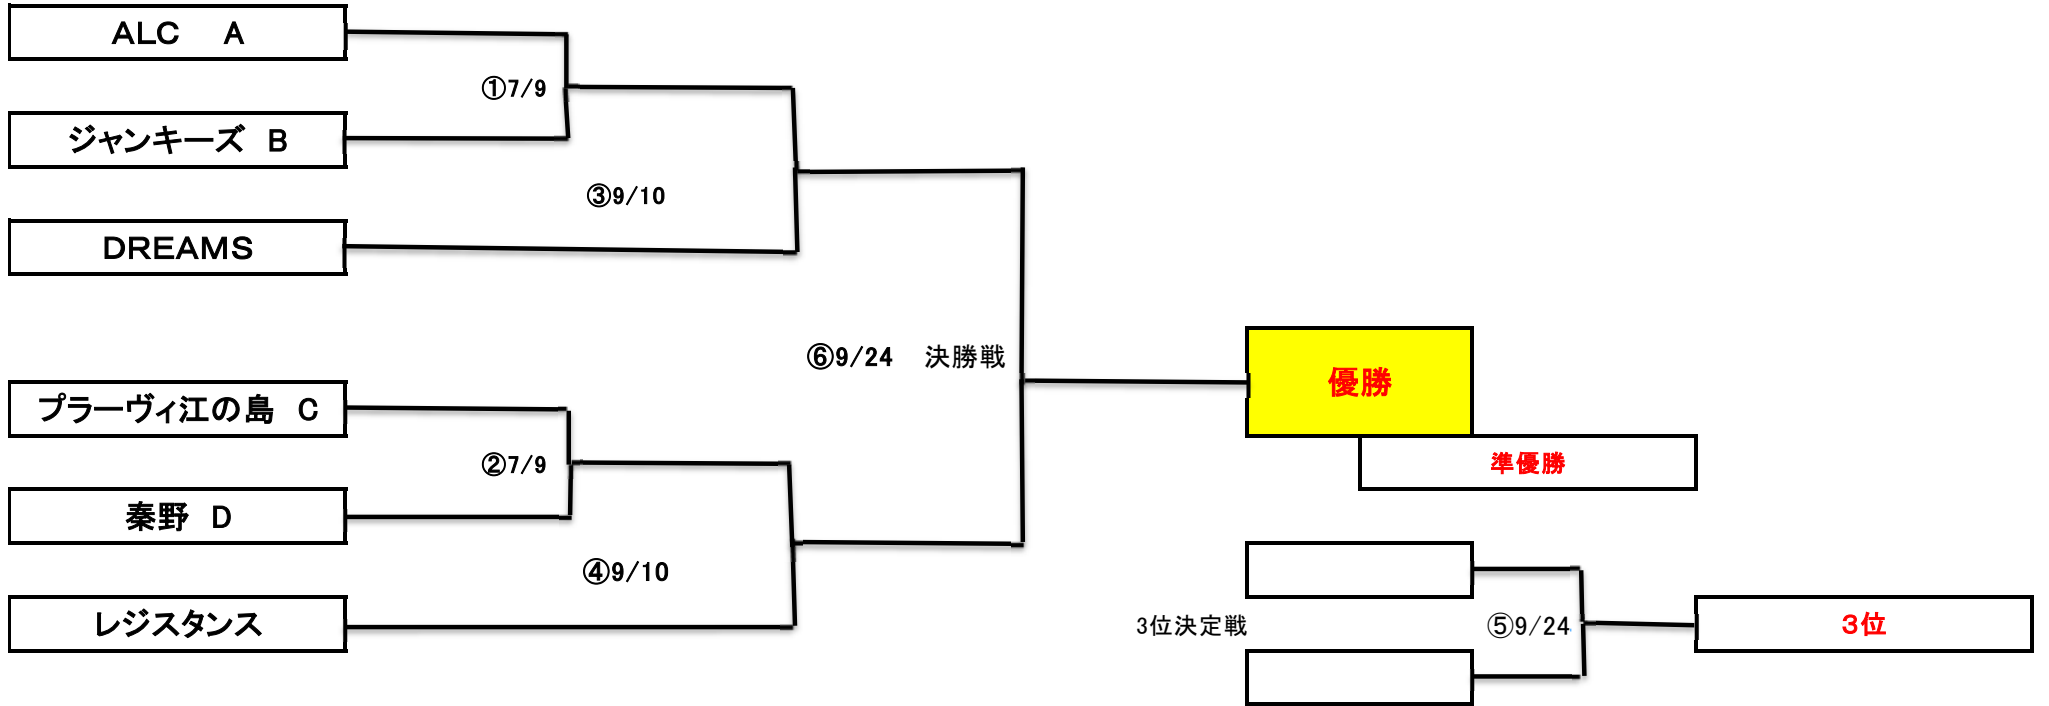 ALC　A
①7/9
ジャンキーズ　B
③9/10
DREAMS
⑥9/24　決勝戦
優勝
プラーヴィ江の島　C
②7/9
準優勝
秦野　D
④9/10
レジスタンス
3位決定戦
⑤9/24
3位